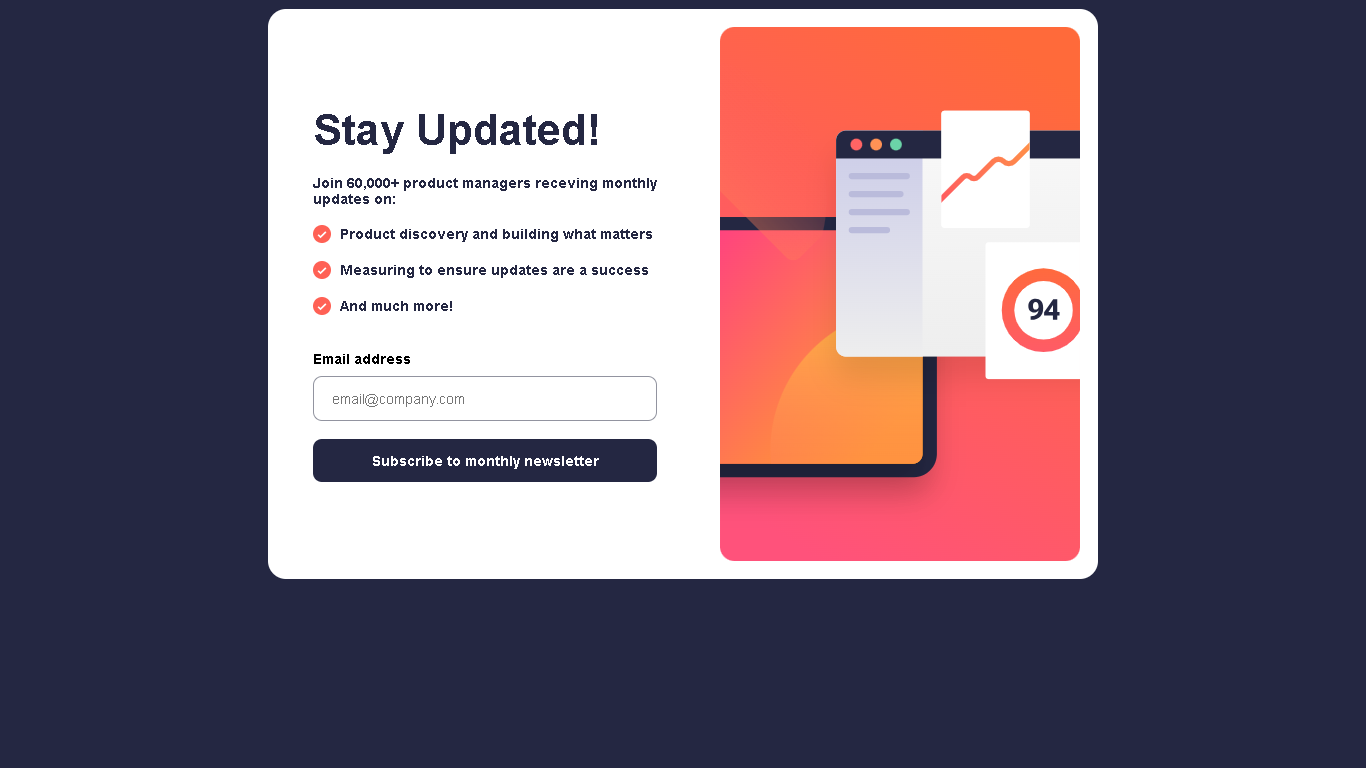 Stay Updated!
Join 60,000+ product managers receving monthly
updates on:
Product discovery and building what matters
Measuring to ensure updates are a success
And much more!
Email address
email@company.com
Subscribe to monthly newsletter
94